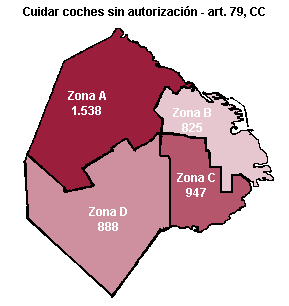 Cuidar coches sin autorización - art. 79, CC
Zona A
1.538
Zona B
825
Zona C
947
Zona D
888